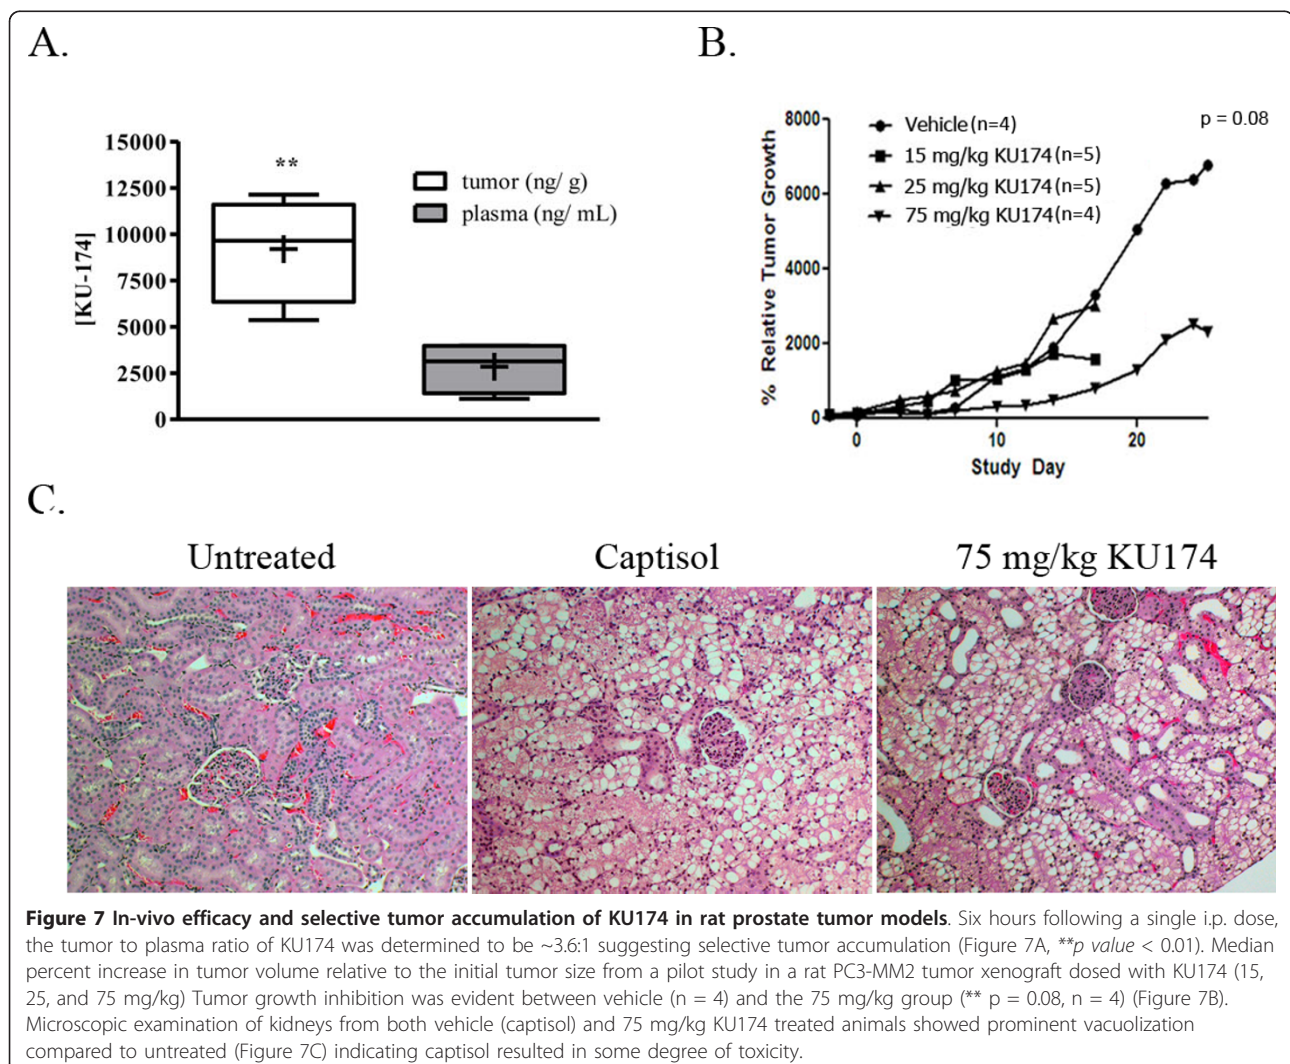 A.
B.
15000
12500
10000
7500
5000
2500
0
[KU-174]
**
tumor (ng/ g)
plasma (ng/ mL)
8000
6000
4000
2000
0
% Relative Tumor Growth
Vehicle (n=4)
15 mg/kg KU174 (n=5)
25 mg/kg KU174 (n=5)
75 mg/kg KU174 (n=4)
p = 0.08
0
10
20
Study Day
C.
Untreated
Captisol
75 mg/kg KU174
Figure 7 In-vivo efficacy and selective tumor accumulation of KU174 in rat prostate tumor models. Six hours following a single i.p. dose,
the tumor to plasma ratio of KU174 was determined to be ~3.6:1 suggesting selective tumor accumulation (Figure 7A, **p value < 0.01). Median
percent increase in tumor volume relative to the initial tumor size from a pilot study in a rat PC3-MM2 tumor xenograft dosed with KU174 (15,
25, and 75 mg/kg) Tumor growth inhibition was evident between vehicle (n = 4) and the 75 mg/kg group (** p = 0.08, n = 4) (Figure 7B).
Microscopic examination of kidneys from both vehicle (captisol) and 75 mg/kg KU174 treated animals showed prominent vacuolization
compared to untreated (Figure 7C) indicating captisol resulted in some degree of toxicity.